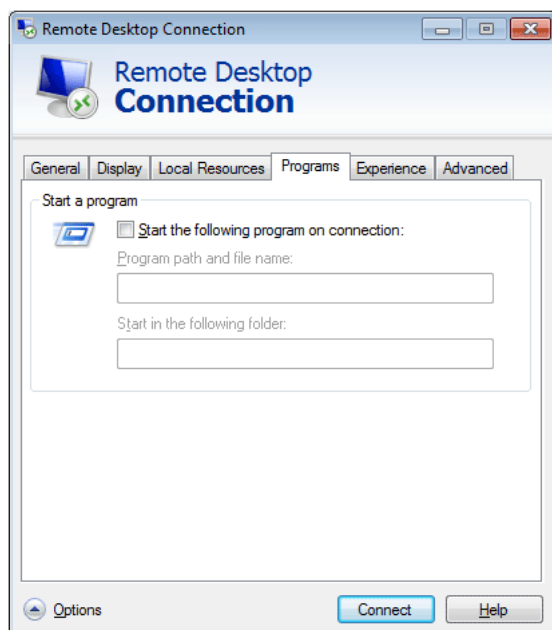 Remote Desktop Connection
Remote Desktop
Connection
General Display Local Resources Programs Experience Advanced
Start a program
Start the following program on connection:
Program path and file name:
Start in the following folder:
Options Connect Help